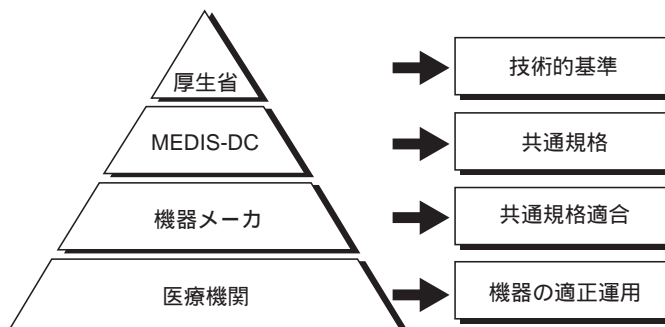 厚生省
技術的基準
MEDIS-DC
共通規格
機器メーカ
共通規格適合
医療機関
機器の適正運用